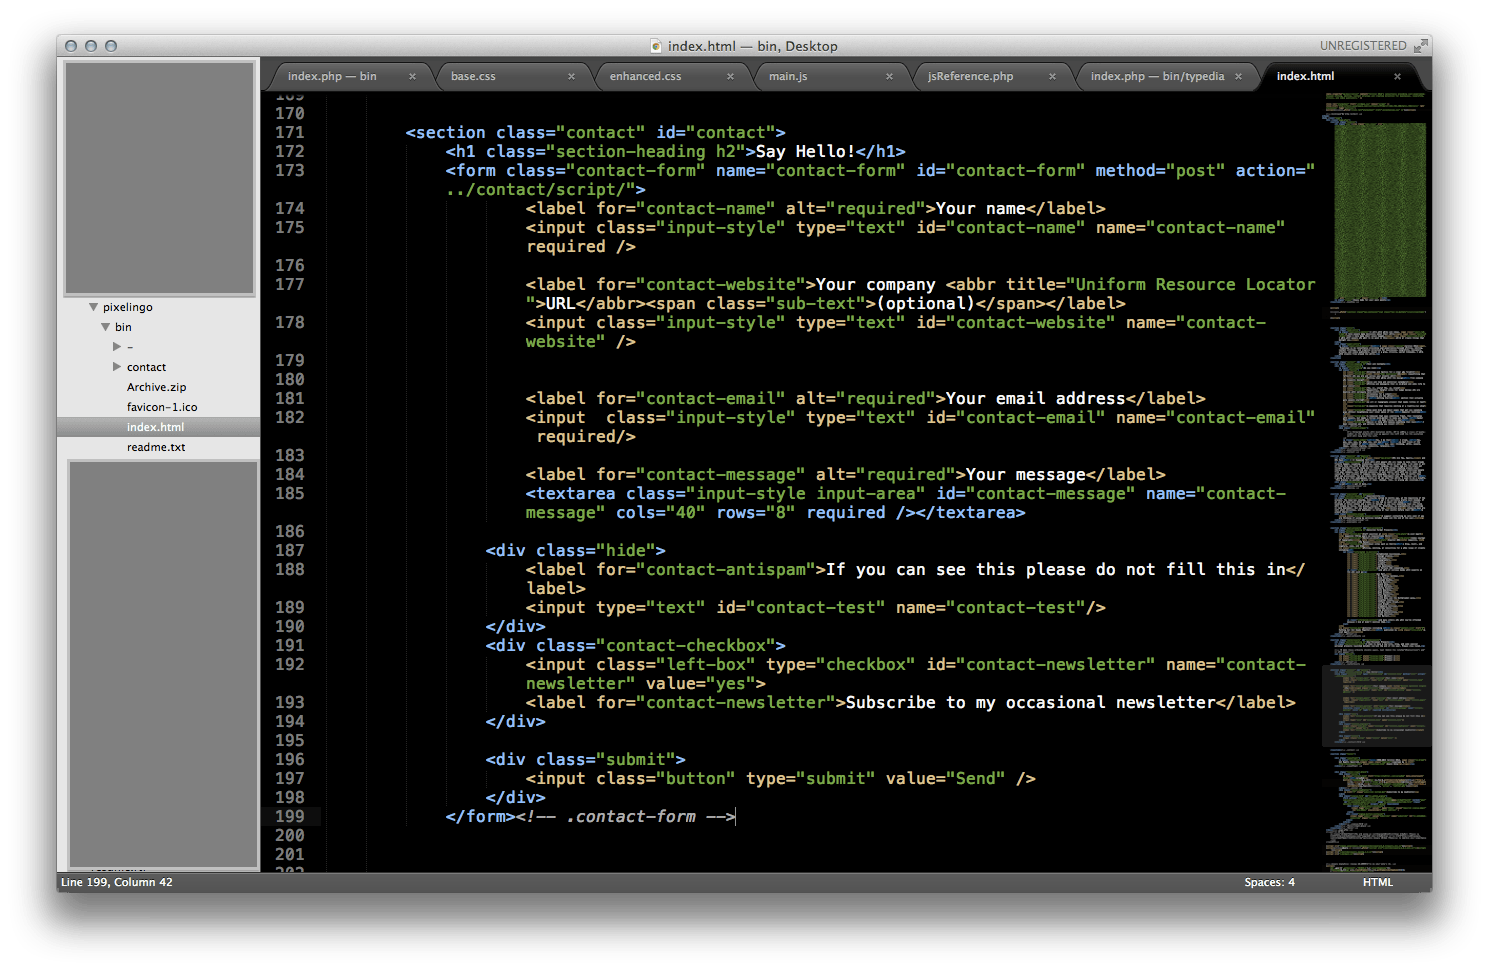 index.html — bin, Desktop
UNREGISTERED
index.php — bin
base.css
enhanced.css
main.js
jsReference.php
index.php — bin/typedia
index.html
pixelingo
bin
–
contact
Archive.zip
favicon-1.ico
index.html
readme.txt
169
170
171 <section class="contact" id="contact">
172 <h1 class="section-heading h2">Say Hello!</h1>
173 <form class="contact-form" name="contact-form" id="contact-form" method="post" action="
../contact/script/">
174 <label for="contact-name" alt="required">Your name</label>
175 <input class="input-style" type="text" id="contact-name" name="contact-name"
required />
176
177 <label for="contact-website">Your company <abbr title="Uniform Resource Locator
">URL</abbr><span class="sub-text">(optional)</span></label>
178 <input class="input-style" type="text" id="contact-website" name="contact-
website" />
179
180
181 <label for="contact-email" alt="required">Your email address</label>
182 <input  class="input-style" type="text" id="contact-email" name="contact-email"
required/>
183
184 <label for="contact-message" alt="required">Your message</label>
185 <textarea class="input-style input-area" id="contact-message" name="contact-
message" cols="40" rows="8" required /></textarea>
186
187 <div class="hide">
188 <label for="contact-antispam">If you can see this please do not fill this in</
label>
189 <input type="text" id="contact-test" name="contact-test"/>
190 </div>
191 <div class="contact-checkbox">
192 <input class="left-box" type="checkbox" id="contact-newsletter" name="contact-
newsletter" value="yes">
193 <label for="contact-newsletter">Subscribe to my occasional newsletter</label>
194 </div>
195
196 <div class="submit">
197 <input class="button" type="submit" value="Send" />
198 </div>
199 </form><!-- .contact-form -->
200
201
202
Line 199, Column 42
Spaces: 4
HTML